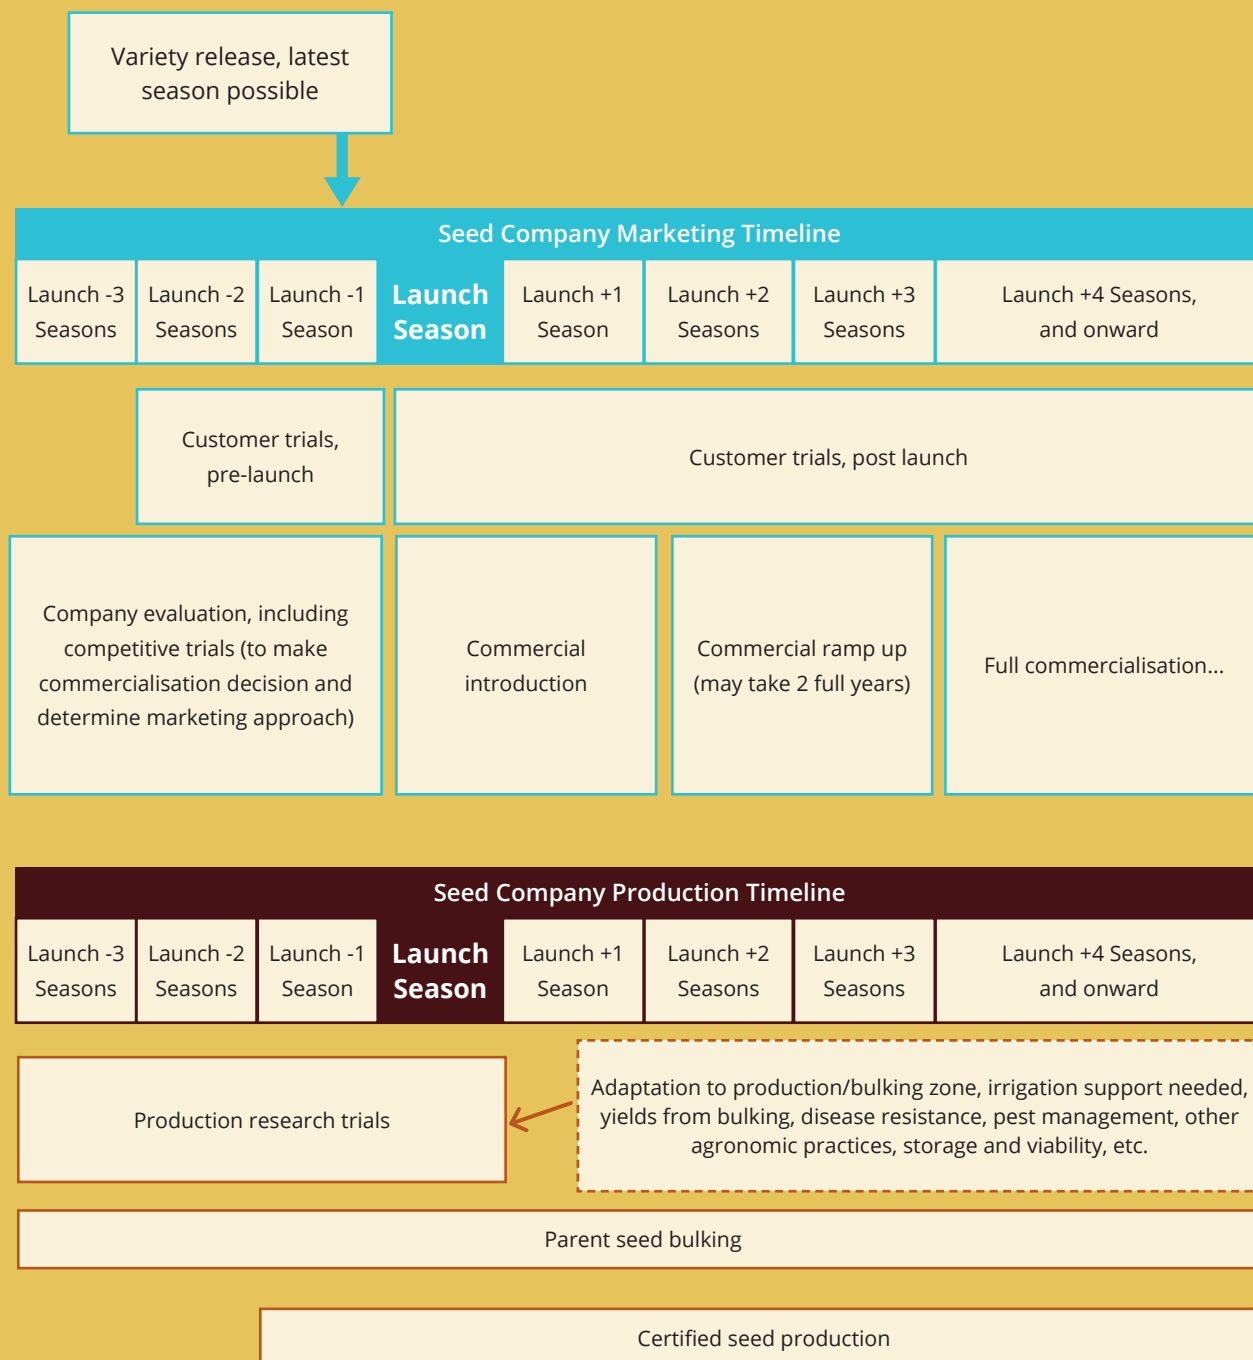 Variety release, latest
season possible
Seed Company Marketing Timeline
Launch -3
Seasons
Launch -2
Seasons
Launch -1
Season
Launch
Season
Launch +1
Season
Launch +2
Seasons
Launch +3
Seasons
Launch +4 Seasons,
and onward
Customer trials,
pre-launch
Customer trials, post launch
Company evaluation, including
competitive trials (to make
commercialisation decision and
determine marketing approach)
Commercial
introduction
Commercial ramp up
(may take 2 full years)
Full commercialisation...
Seed Company Production Timeline
Launch -3
Seasons
Launch -2
Seasons
Launch -1
Season
Launch
Season
Launch +1
Season
Launch +2
Seasons
Launch +3
Seasons
Launch +4 Seasons,
and onward
Production research trials
Adaptation to production/bulking zone, irrigation support needed,
yields from bulking, disease resistance, pest management, other
agronomic practices, storage and viability, etc.
Parent seed bulking
Certified seed production